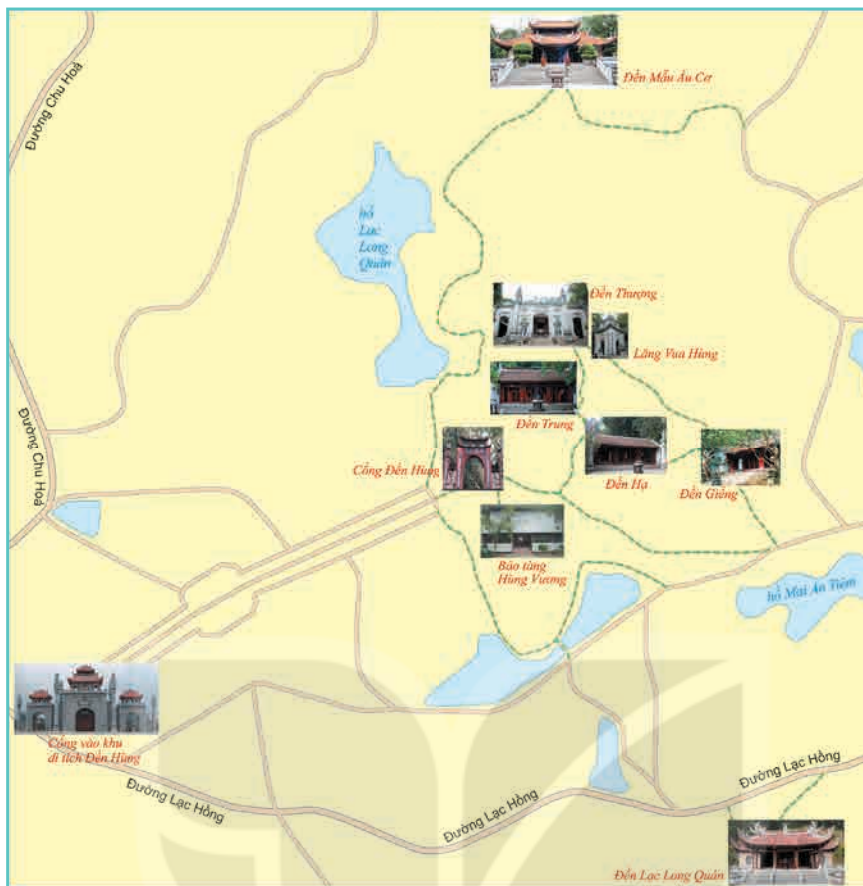 Đường Chu Hoá
Đền Mẫu Âu Cơ
hồ
Lạc
Long
Quân
Đền Thượng
Lăng Vua Hùng
Đền Trung
Đường Chu Hoá
Cổng Đền Hùng
Đền Hạ
Đền Giếng
Bảo tàng
Hùng Vương
hồ Mai An Tiêm
Cổng vào khu
di tích Đền Hùng
Đường Lạc Hồng
Đường Lạc Hồng
Đường Lạc Hồng
Đền Lạc Long Quân